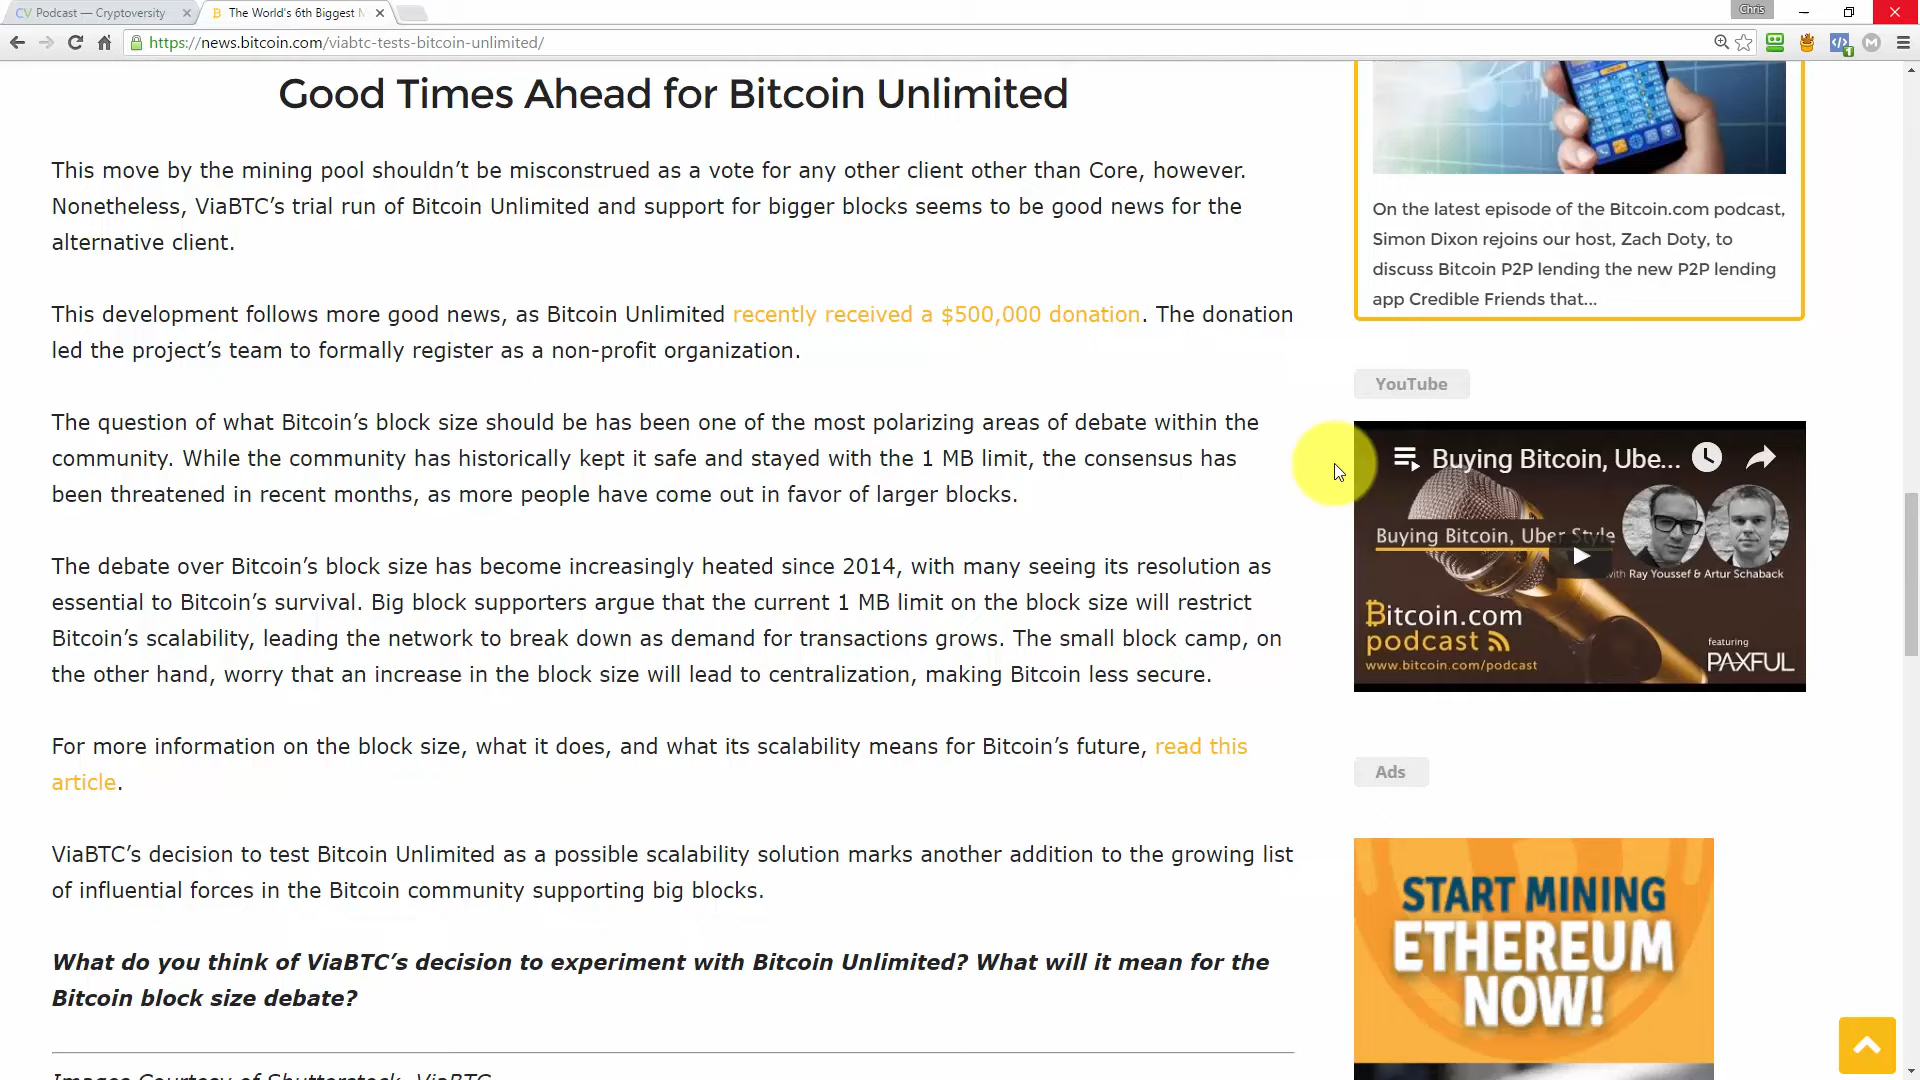 CV Podcast — Cryptoversity
The World's 6th Biggest M
Chris
https://news.bitcoin.com/viabtc-tests-bitcoin-unlimited/
Good Times Ahead for Bitcoin Unlimited
This move by the mining pool shouldn’t be misconstrued as a vote for any other client other than Core, however.
Nonetheless, ViaBTC’s trial run of Bitcoin Unlimited and support for bigger blocks seems to be good news for the
alternative client.
This development follows more good news, as Bitcoin Unlimited recently received a $500,000 donation. The donation
led the project’s team to formally register as a non-profit organization.
The question of what Bitcoin’s block size should be has been one of the most polarizing areas of debate within the
community. While the community has historically kept it safe and stayed with the 1 MB limit, the consensus has
been threatened in recent months, as more people have come out in favor of larger blocks.
The debate over Bitcoin’s block size has become increasingly heated since 2014, with many seeing its resolution as
essential to Bitcoin’s survival. Big block supporters argue that the current 1 MB limit on the block size will restrict
Bitcoin’s scalability, leading the network to break down as demand for transactions grows. The small block camp, on
the other hand, worry that an increase in the block size will lead to centralization, making Bitcoin less secure.
For more information on the block size, what it does, and what its scalability means for Bitcoin’s future, read this
article.
ViaBTC’s decision to test Bitcoin Unlimited as a possible scalability solution marks another addition to the growing list
of influential forces in the Bitcoin community supporting big blocks.
What do you think of ViaBTC’s decision to experiment with Bitcoin Unlimited? What will it mean for the
Bitcoin block size debate?
Images Courtesy of Shutterstock, ViaBTC
On the latest episode of the Bitcoin.com podcast,
Simon Dixon rejoins our host, Zach Doty, to
discuss Bitcoin P2P lending the new P2P lending
app Credible Friends that...
YouTube
Buying Bitcoin, Ube...
Buying Bitcoin, Uber Style
with Ray Youssef & Artur Schaback
Bitcoin.com
podcast
www.bitcoin.com/podcast
featuring
PAXFUL
Ads
START MINING
ETHEREUM
NOW!